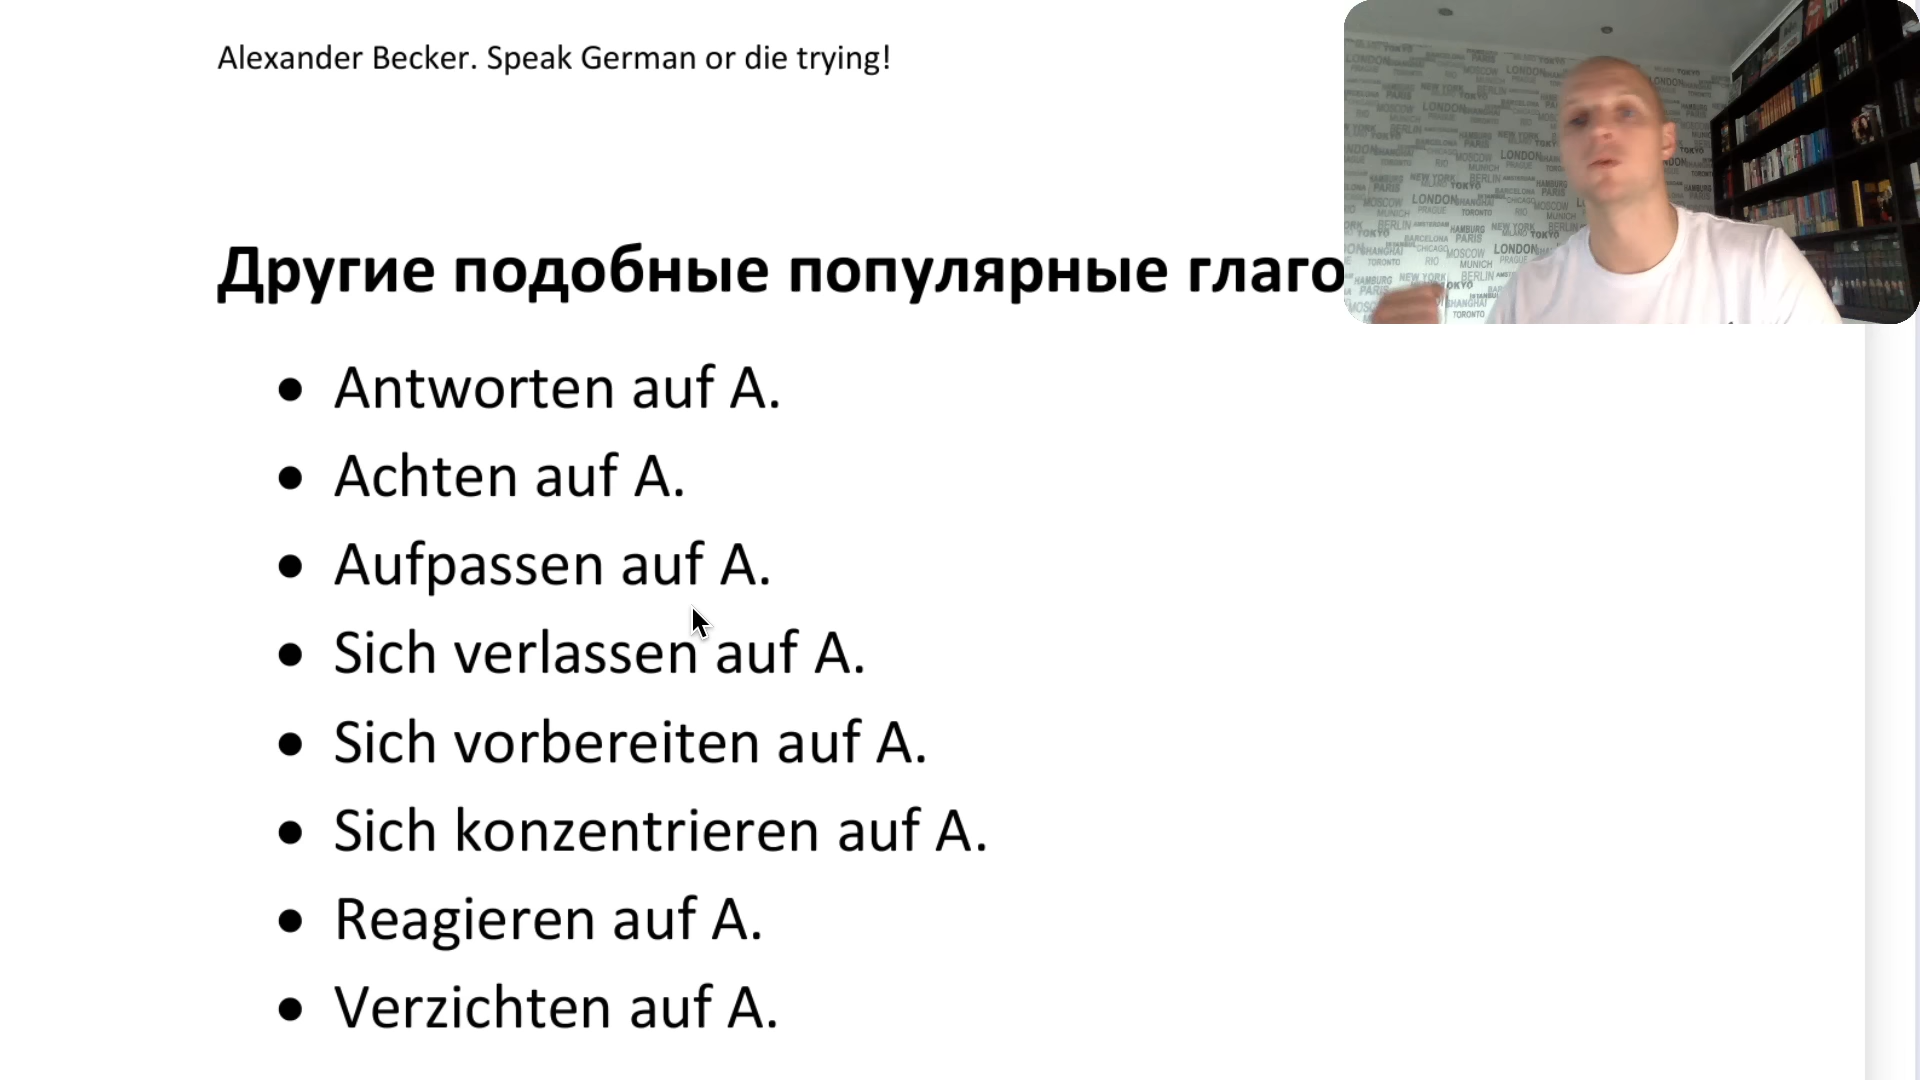 Alexander Becker. Speak German or die trying!
Другие подобные популярные глаго
• Antworten auf A.
• Achten auf A.
• Aufpassen auf A.
• Sich verlassen auf A.
• Sich vorbereiten auf A.
• Sich konzentrieren auf A.
• Reagieren auf A.
• Verzichten auf A.